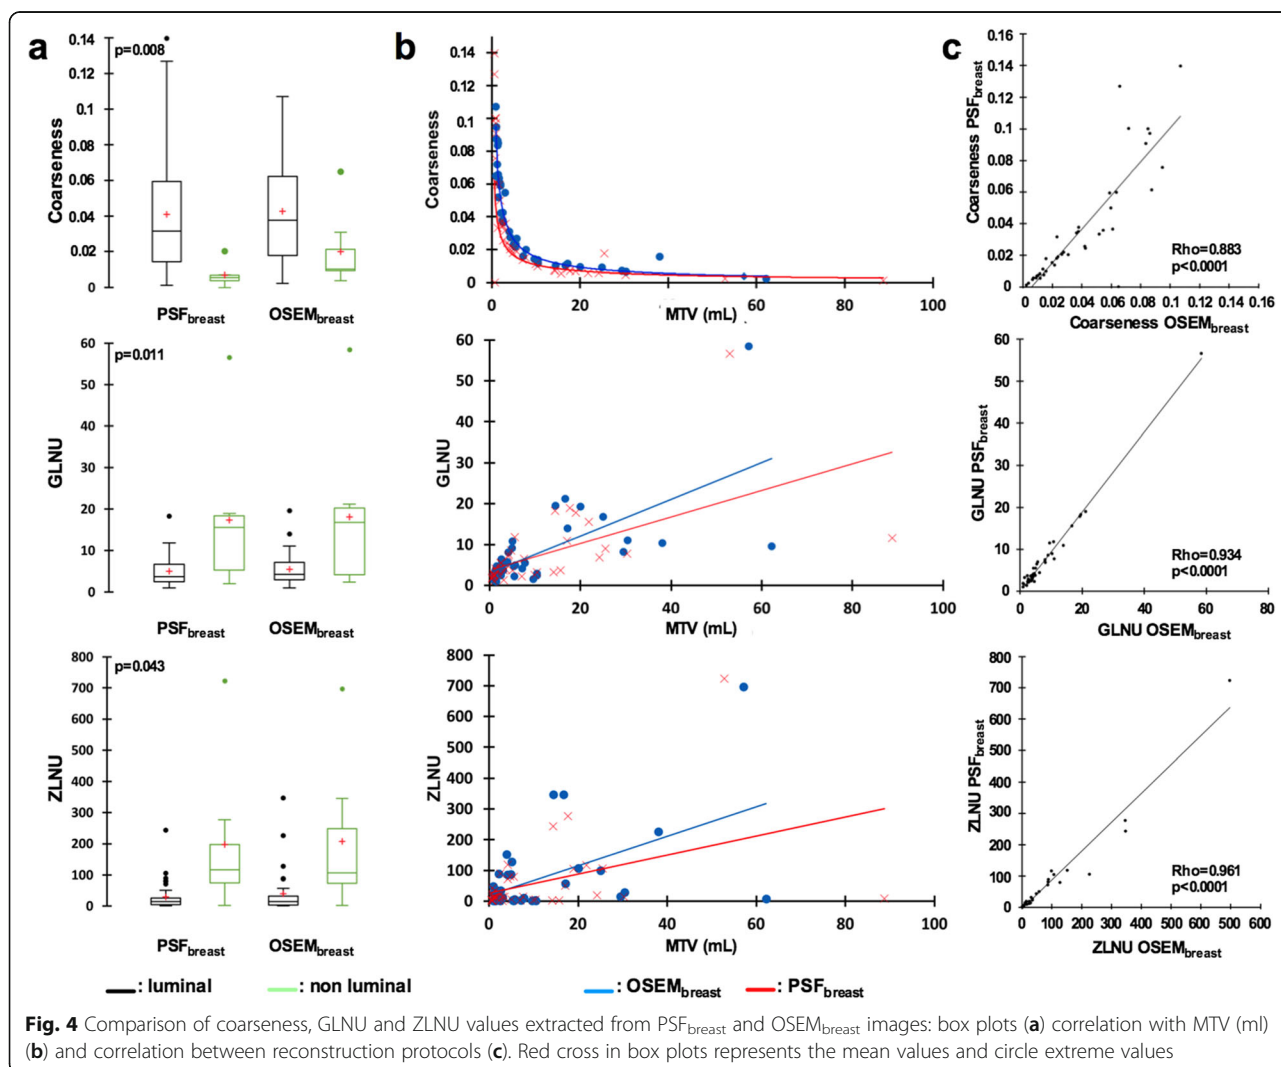 a
b
c
p=0.008
Coarseness
0.14
0.12
0.1
0.08
0.06
0.04
0.02
0
PSFbreast
OSEMbreast
Coarseness
0.14
0.12
0.1
0.08
0.06
0.04
0.02
0
0 20 40 60 80 100
MTV (mL)
Coarseness PSFbreast
0.16
0.14
0.12
0.1
0.08
0.06
0.04
0.02
0
Rho=0.883
p<0.0001
0 0.02 0.04 0.06 0.08 0.1 0.12 0.14 0.16
Coarseness OSEMbreast
p=0.011
GLNU
60
50
40
30
20
10
0
PSFbreast
OSEMbreast
GLNU
60
50
40
30
20
10
0
0 20 40 60 80 100
MTV (mL)
GLNU PSFbreast
60
50
40
30
20
10
0
Rho=0.934
p<0.0001
0 20 40 60 80
GLNU OSEMbreast
p=0.043
ZLNU
800
700
600
500
400
300
200
100
0
PSFbreast
OSEMbreast
ZLNU
800
700
600
500
400
300
200
100
0
0 20 40 60 80 100
MTV (mL)
ZLNU PSFbreast
800
700
600
500
400
300
200
100
0
Rho=0.961
p<0.0001
0 100 200 300 400 500 600
ZLNU OSEMbreast
: luminal
: non luminal
: OSEMbreast
: PSFbreast
Fig. 4 Comparison of coarseness, GLNU and ZLNU values extracted from PSFbreast and OSEMbreast images: box plots (a) correlation with MTV (ml)
(b) and correlation between reconstruction protocols (c). Red cross in box plots represents the mean values and circle extreme values